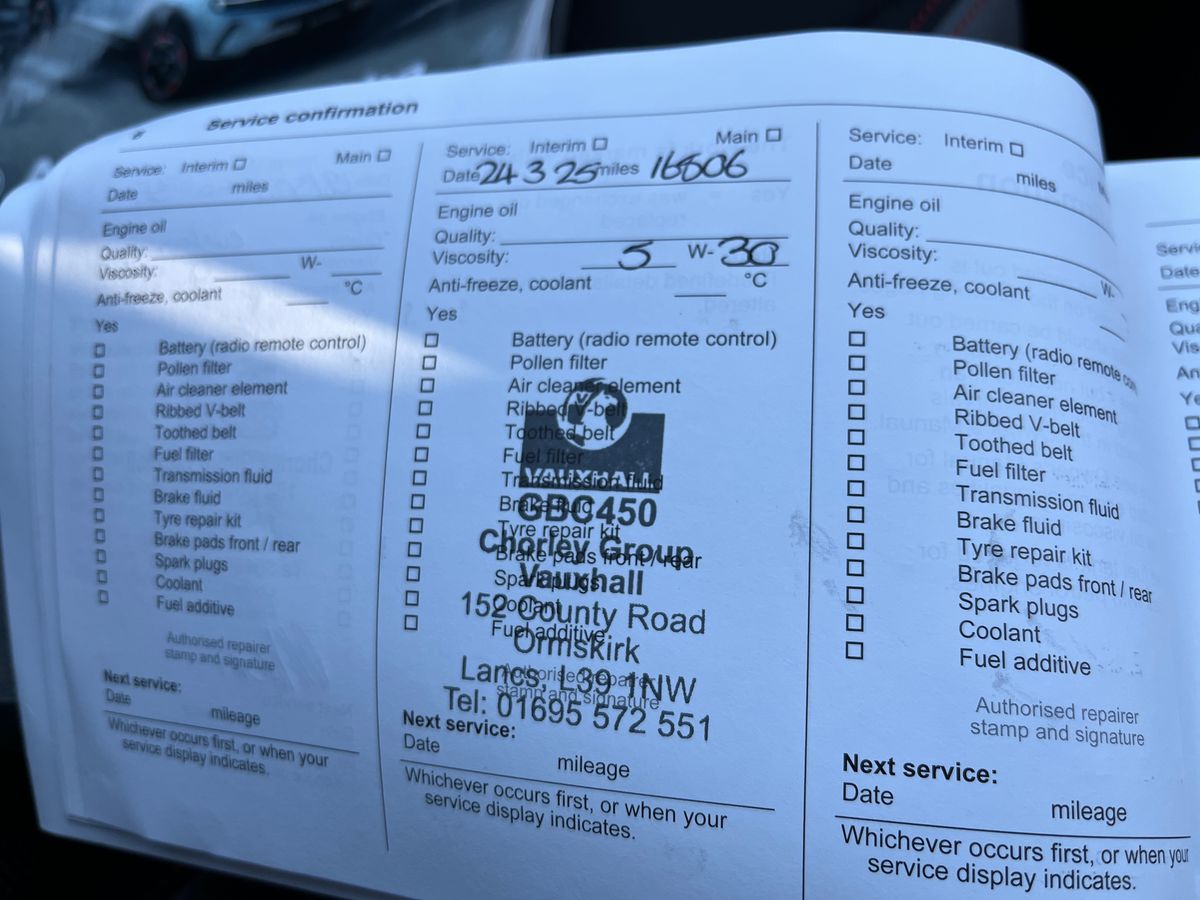 Service confirmation
Service: Interim ☐ Main ☐
Date miles
Engine oil
Quality:
Viscosity: W-
Anti-freeze, coolant °C
Yes
☐ Battery (radio remote control)
☐ Pollen filter
☐ Air cleaner element
☐ Ribbed V-belt
☐ Toothed belt
☐ Fuel filter
☐ Transmission fluid
☐ Brake fluid
☐ Tyre repair kit
☐ Brake pads front / rear
☐ Spark plugs
☐ Coolant
☐ Fuel additive
Authorised repairer
stamp and signature
Next service:
Date mileage
Whichever occurs first, or when your
service display indicates.
Service: Interim ☐ Main ☐
Date 24 3 25 miles 16806
Engine oil
Quality:
Viscosity: 5 W-30
Anti-freeze, coolant °C
Yes
☐ Battery (radio remote control)
☐ Pollen filter
☐ Air cleaner element
☐ Ribbed V-belt
☐ Toothed belt
☐ Fuel filter
☐ Transmission fluid
☐ Brake fluid
☐ Tyre repair kit
☐ Brake pads front / rear
☐ Spark plugs
☐ Coolant
☐ Fuel additive
Authorised repairer
stamp and signature
VAUXHALL
GBC450
Chorley Group
Vauxhall
152 County Road
Ormskirk
Lancs. L39 1NW
Tel: 01695 572 551
Next service:
Date mileage
Whichever occurs first, or when your
service display indicates.
Service: Interim ☐
Date miles
Engine oil
Quality:
Viscosity: W-
Anti-freeze, coolant
Yes
☐ Battery (radio remote
☐ Pollen filter
☐ Air cleaner element
☐ Ribbed V-belt
☐ Toothed belt
☐ Fuel filter
☐ Transmission fluid
☐ Brake fluid
☐ Tyre repair kit
☐ Brake pads front / rear
☐ Spark plugs
☐ Coolant
☐ Fuel additive
Authorised repairer
stamp and signature
Next service:
Date mileage
Whichever occurs first, or when your
service display indicates.